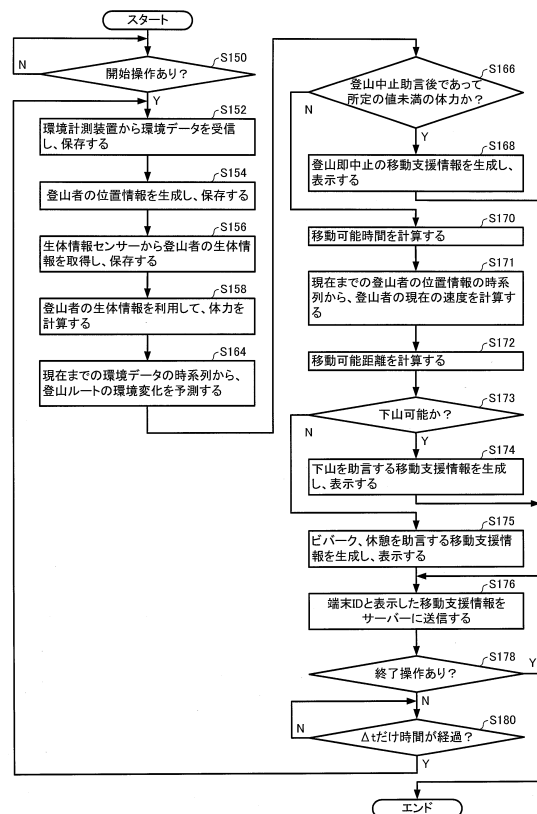 スタート
S150
開始操作あり?
N
Y
S152
環境計測装置から環境データを受信
し、保存する
S154
登山者の位置情報を生成し、保存する
S156
生体情報センサーから登山者の生体情
報を取得し、保存する
S158
登山者の生体情報を利用して、体力を
計算する
S164
現在までの環境データの時系列から、
登山ルートの環境変化を予測する
S166
登山中止助言後であって
所定の値未満の体力か?
N
Y
S168
登山即中止の移動支援情報を生成し、
表示する
S170
移動可能時間を計算する
S171
現在までの登山者の位置情報の時系
列から、登山者の現在の速度を計算す
る
S172
移動可能距離を計算する
S173
下山可能か?
N
Y
S174
下山を助言する移動支援情報を生成
し、表示する
S175
ビバーク、休憩を助言する移動支援情
報を生成し、表示する
S176
端末IDと表示した移動支援情報を
サーバーに送信する
S178
終了操作あり?
Y
N
S180
Δtだけ時間が経過?
N
Y
エンド